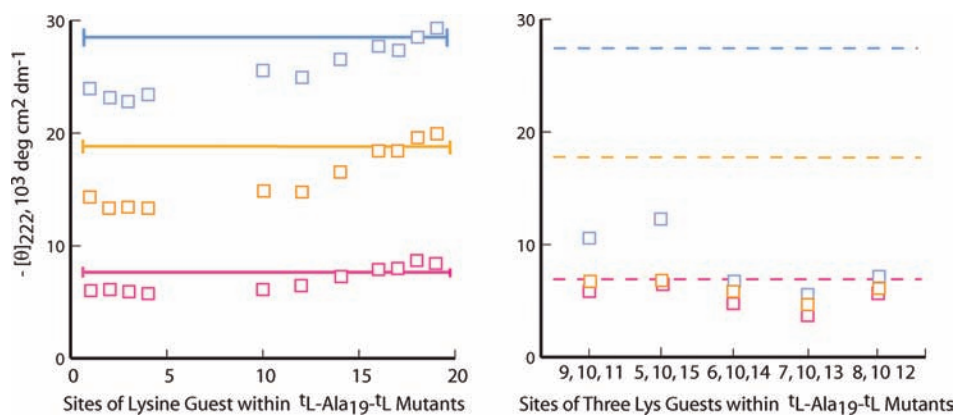 - [θ]222, 10³ deg cm2 dm-1
30
20
10
0
0 5 10 15 20
Sites of Lysine Guest within tL-Ala19-tL Mutants
30
20
10
0
9, 10, 11 5, 10, 15 6, 10, 14 7, 10, 13 8, 10 12
Sites of Three Lys Guests within tL-Ala19-tL Mutants